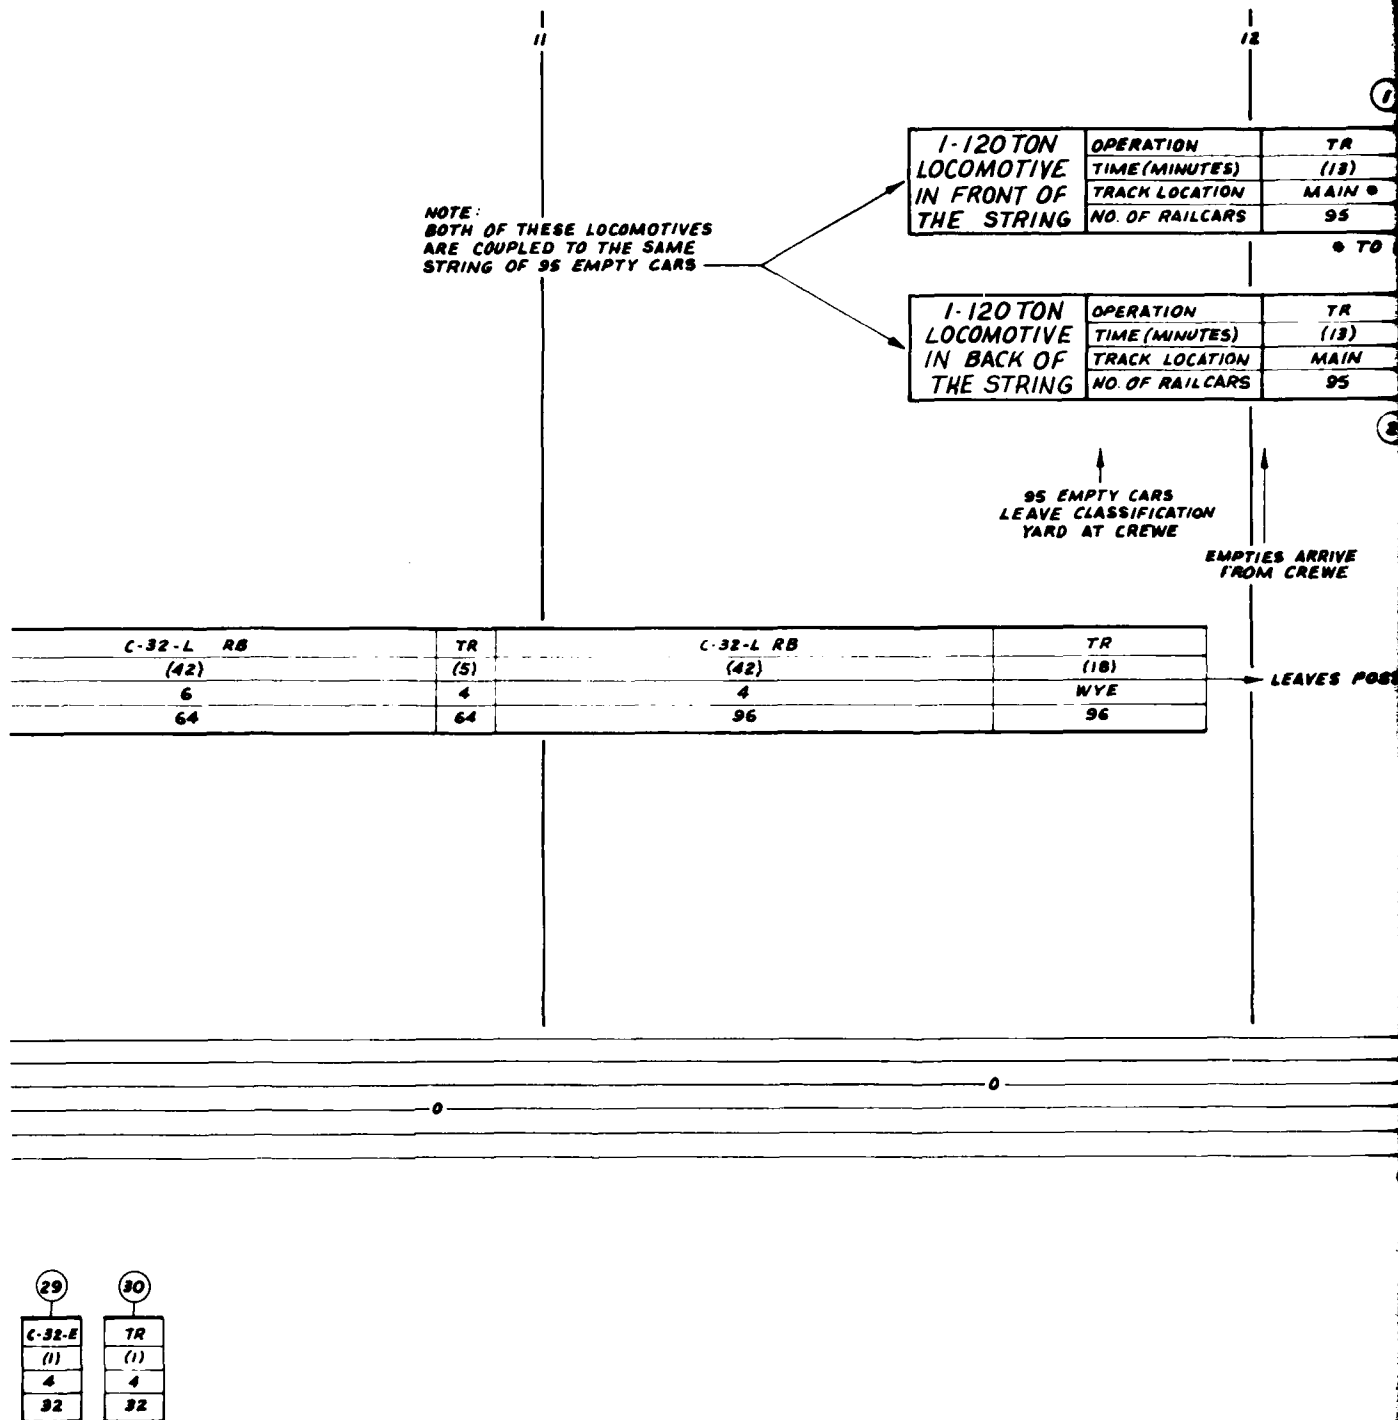 11
12
1
1-120 TON
LOCOMOTIVE
IN FRONT OF
THE STRING
OPERATION TR
TIME (MINUTES) (13)
TRACK LOCATION MAIN *
NO. OF RAILCARS 95
* TO
NOTE:
BOTH OF THESE LOCOMOTIVES
ARE COUPLED TO THE SAME
STRING OF 95 EMPTY CARS
1-120 TON
LOCOMOTIVE
IN BACK OF
THE STRING
OPERATION TR
TIME (MINUTES) (13)
TRACK LOCATION MAIN
NO. OF RAILCARS 95
2
95 EMPTY CARS
LEAVE CLASSIFICATION
YARD AT CREWE
EMPTIES ARRIVE
FROM CREWE
C-32-L RB TR C-32-L RB TR
(42) (5) (42) (18)
6 4 4 WYE
64 64 96 96
LEAVES
0
0
29 30
C-32-E TR
(1) (1)
4 4
32 32